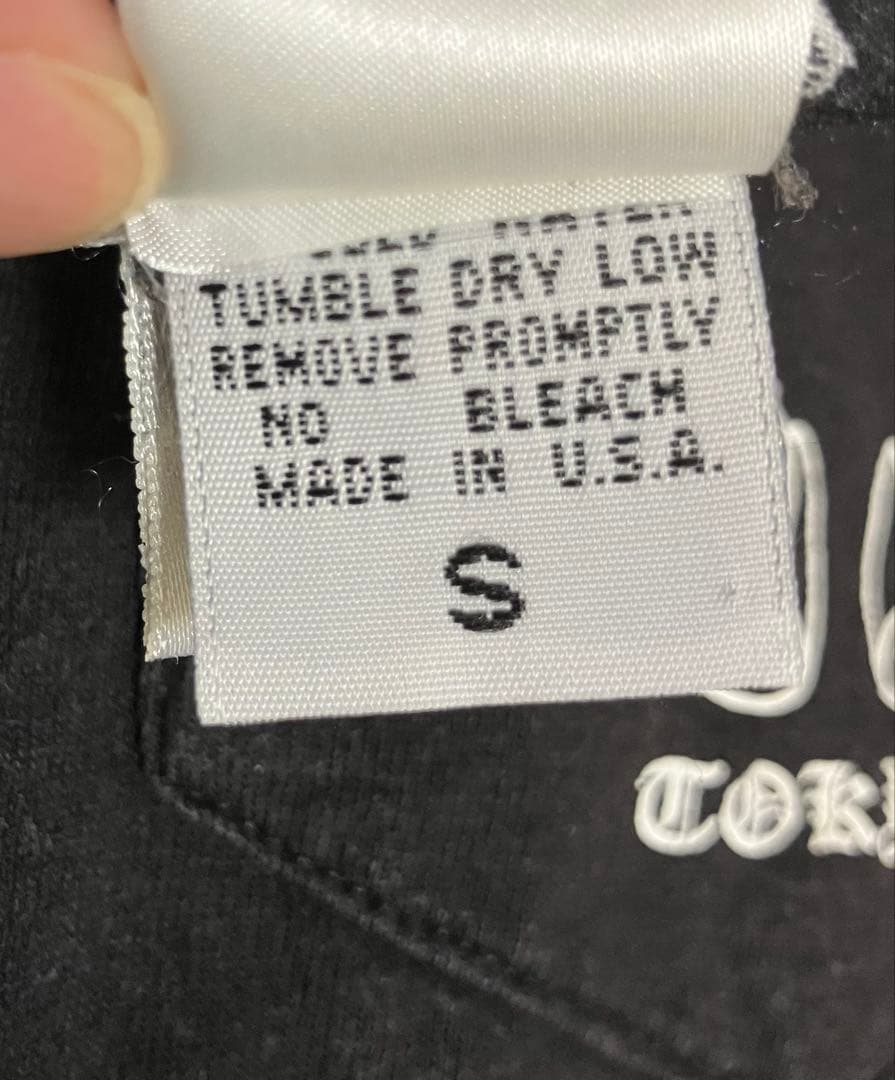 TUMBLE DRY LOW
REMOVE PROMPTLY
NO BLEACH
MADE IN U.S.A.
S